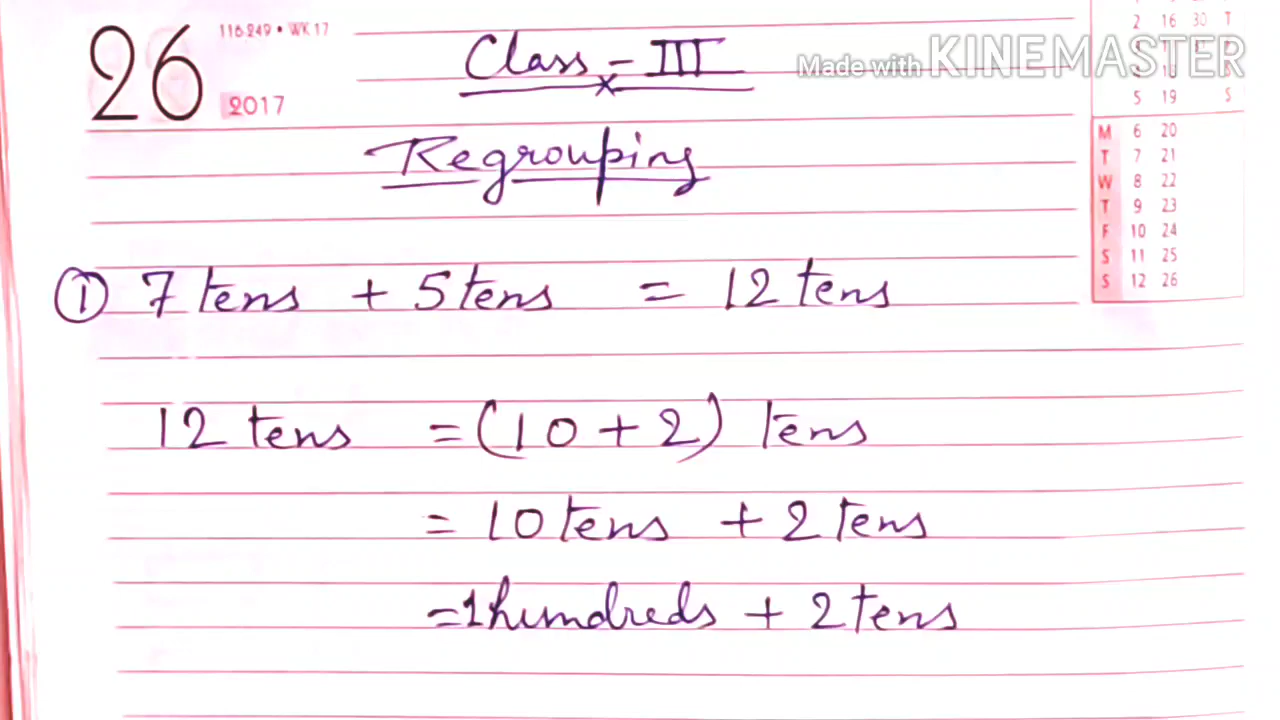 26
116.249 • WK 17
2017
Class - III
Made with KINEMASTER
Regrouping
2 16 30 T
5 19 S
M 6 20
T 7 21
W 8 22
T 9 23
F 10 24
S 11 25
S 12 26
① 7 tens + 5 tens = 12 tens
12 tens = (10 + 2) tens
= 10 tens + 2 tens
= 1 hundreds + 2 tens